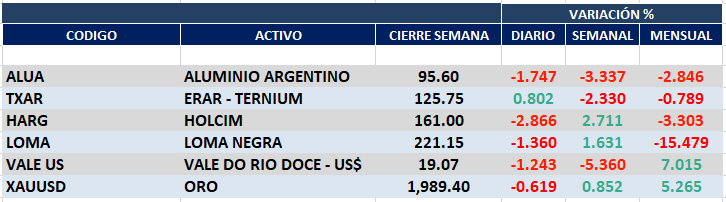 VARIACIÓN %
CODIGO ACTIVO CIERRE SEMANA DIARIO SEMANAL MENSUAL
ALUA ALUMINIO ARGENTINO 95.60 -1.747 -3.337 -2.846
TXAR ERAR - TERNIUM 125.75 0.802 -2.330 -0.789
HARG HOLCIM 161.00 -2.866 2.711 -3.303
LOMA LOMA NEGRA 221.15 -1.360 1.631 -15.479
VALE US VALE DO RIO DOCE - US$ 19.07 -1.243 -5.360 7.015
XAUUSD ORO 1,989.40 -0.619 0.852 5.265